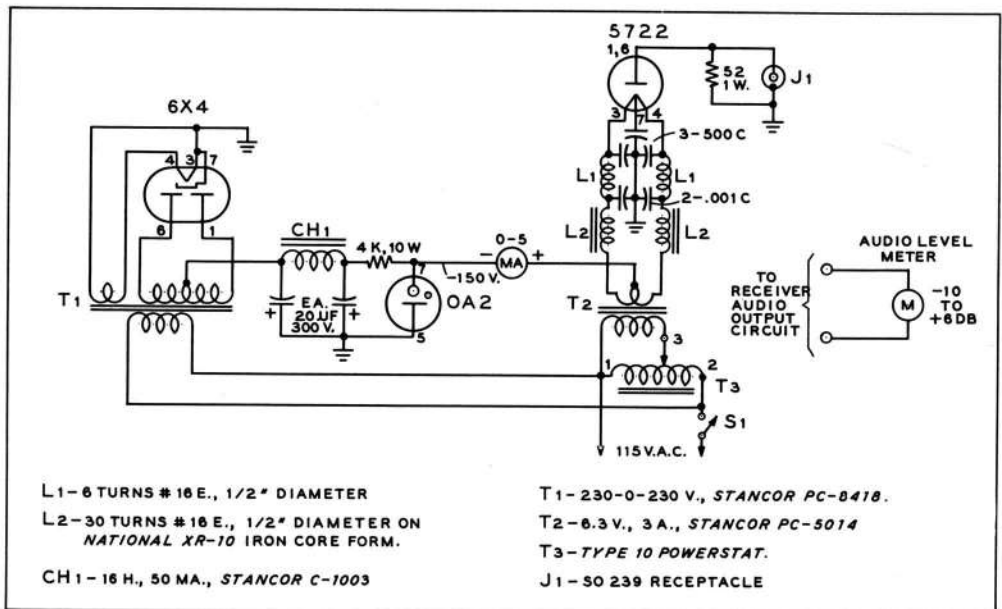 5722
1,6
52
1 W.
J1
6X4
3
7
4
3-500C
4
3
7
L1
L1
2-.001C
6
1
CH1
L2
L2
4 K, 10 W
0-5
AUDIO LEVEL
METER
-
MA
+
7
-150 V.
TO
RECEIVER
AUDIO
OUTPUT
CIRCUIT
M
-10
TO
+6DB
T1
EA.
20UF
300 V.
+
+
OA2
T2
5
3
1
2
T3
S1
115 V.A.C.
L1-6 TURNS # 16 E., 1/2" DIAMETER
L2-30 TURNS # 16 E., 1/2" DIAMETER ON
NATIONAL XR-10 IRON CORE FORM.
CH1-16 H., 50 MA., STANCOR C-1003
T1-230-0-230 V., STANCOR PC-8418.
T2-6.3 V., 3 A., STANCOR PC-5014
T3-TYPE 10 POWERSTAT.
J1-SO 239 RECEPTACLE